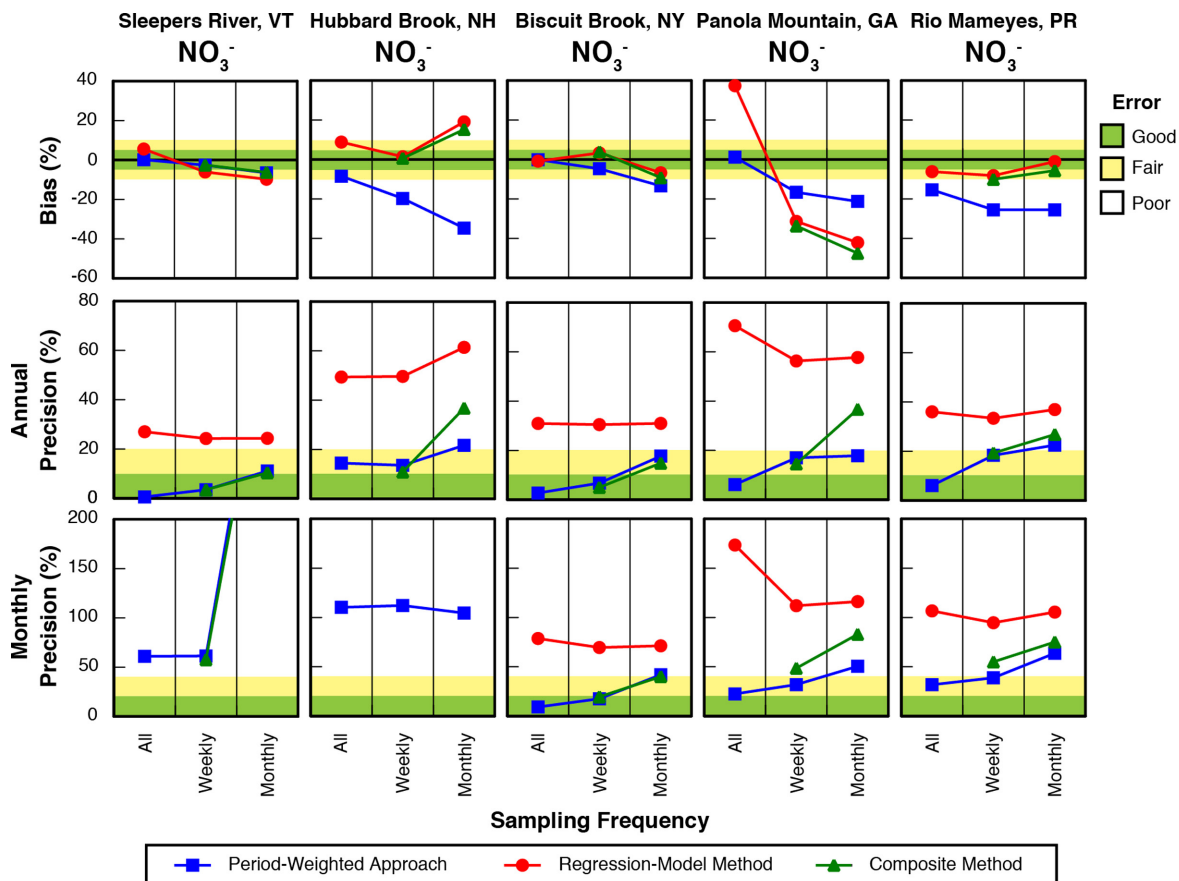 Sleepers River, VT Hubbard Brook, NH Biscuit Brook, NY Panola Mountain, GA Rio Mameyes, PR
NO3- NO3- NO3- NO3- NO3-
Bias (%)
40
20
0
-20
-40
-60
Error
Good
Fair
Poor
Annual
Precision (%)
80
60
40
20
0
Monthly
Precision (%)
200
150
100
50
0
All Weekly Monthly All Weekly Monthly All Weekly Monthly All Weekly Monthly All Weekly Monthly
Sampling Frequency
Period-Weighted Approach Regression-Model Method Composite Method